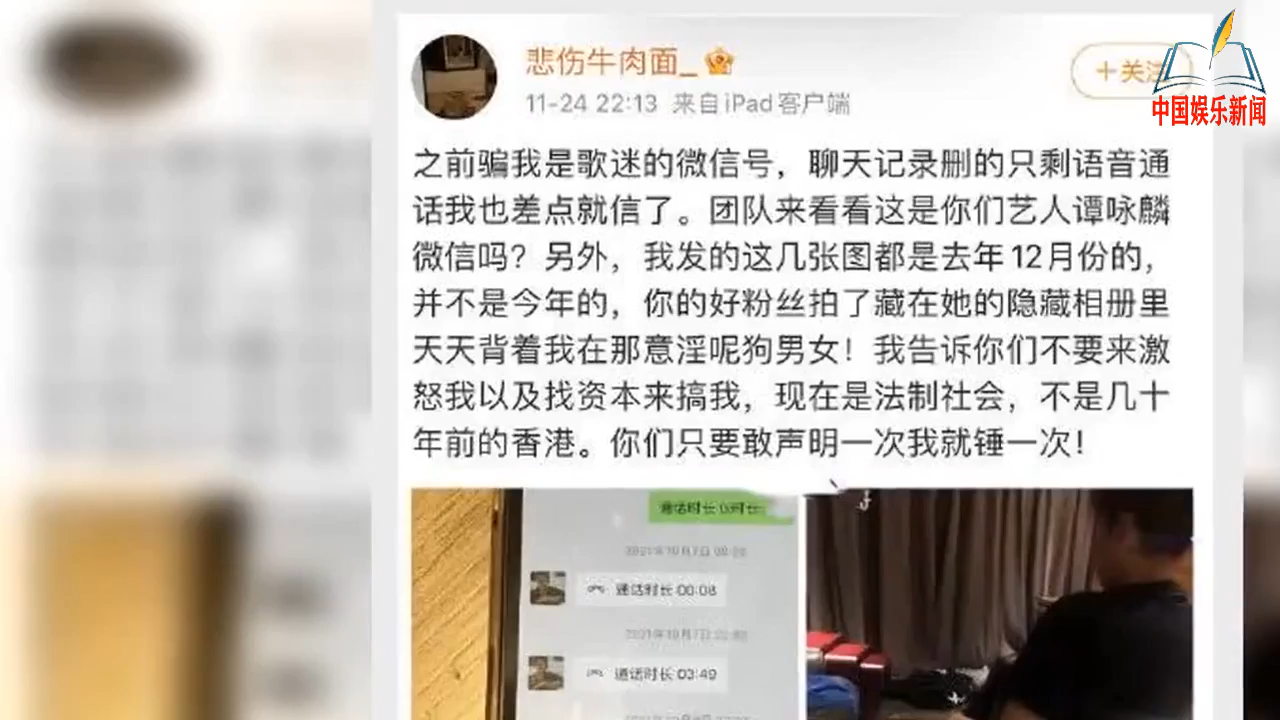 悲伤牛肉面_
11-24 22:13 来自iPad客户端
+关注
中国娱乐新闻
之前骗我是歌迷的微信号，聊天记录删的只剩语音通
话我也差点就信了。团队来看看这是你们艺人谭咏麟
微信吗？另外，我发的这几张图都是去年12月份的，
并不是今年的，你的好粉丝拍了藏在她的隐藏相册里
天天背着我在那意淫呢狗男女！我告诉你们不要来激
怒我以及找资本来搞我，现在是法制社会，不是几十
年前的香港。你们只要敢声明一次我就锤一次！
通话时长 00:08
通话时长 03:49